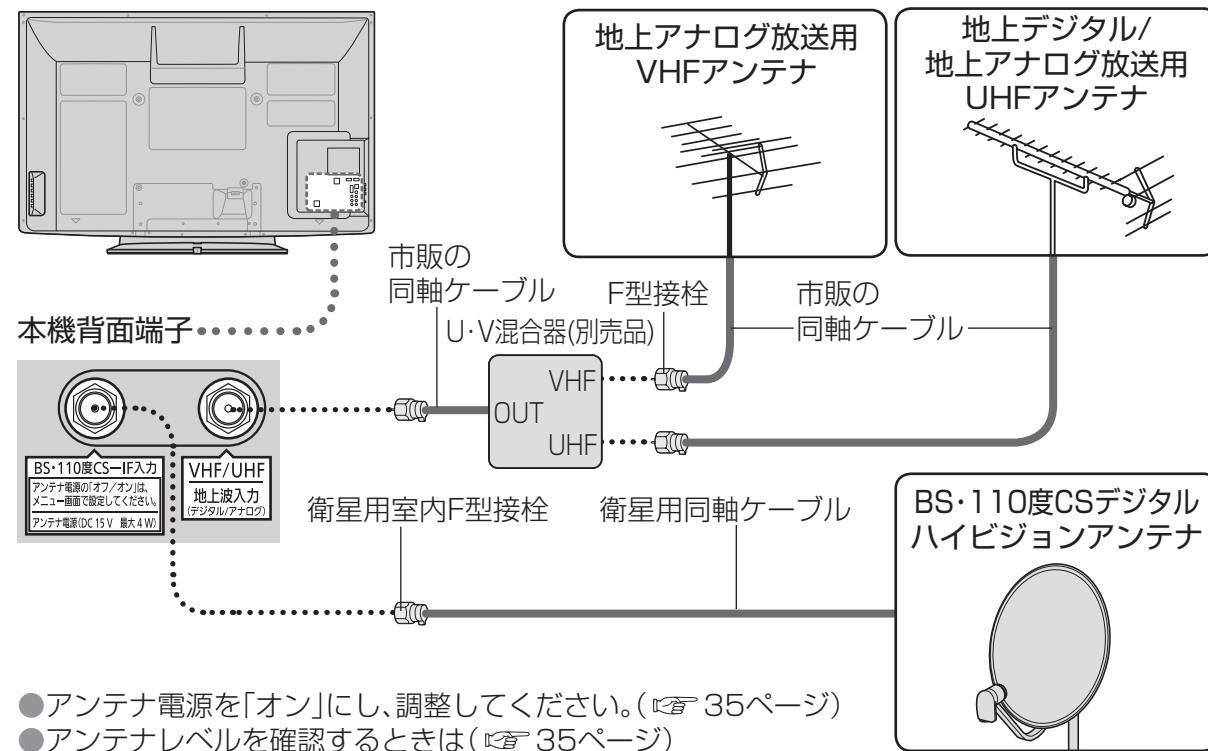 地上アナログ放送用
VHFアンテナ
地上デジタル/
地上アナログ放送用
UHFアンテナ
市販の
同軸ケーブル
F型接栓
市販の
同軸ケーブル
本機背面端子
U・V混合器(別売品)
VHF
OUT
UHF
BS・110度CS-IF入力
アンテナ電源の「オフ/オン」は、
メニュー画面で設定してください。
アンテナ電源(DC 15 V 最大 4 W)
VHF/UHF
地上波入力
(デジタル/アナログ)
衛星用室内F型接栓
衛星用同軸ケーブル
BS・110度CSデジタル
ハイビジョンアンテナ
●アンテナ電源を「オン」にし、調整してください。(☞ 35ページ)
●アンテナレベルを確認するときは(☞ 35ページ)